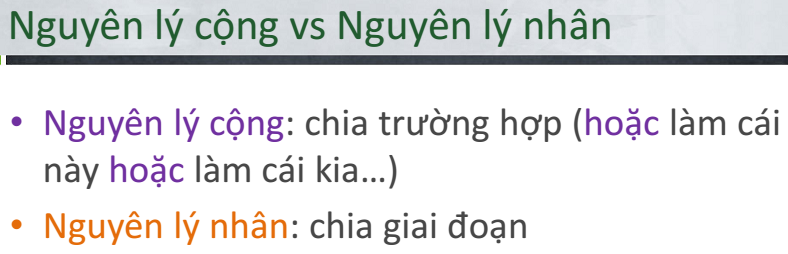 Nguyên lý cộng vs Nguyên lý nhân
• Nguyên lý cộng: chia trường hợp (hoặc làm cái
này hoặc làm cái kia…)
• Nguyên lý nhân: chia giai đoạn